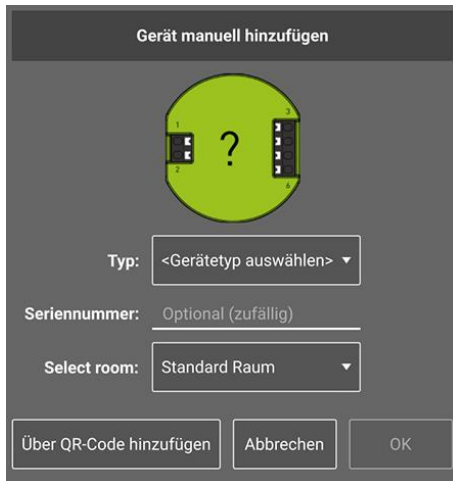 Gerät manuell hinzufügen
1
3
?
2
6
Typ: <Gerätetyp auswählen>
Seriennummer: Optional (zufällig)
Select room: Standard Raum
Über QR-Code hinzufügen Abbrechen OK